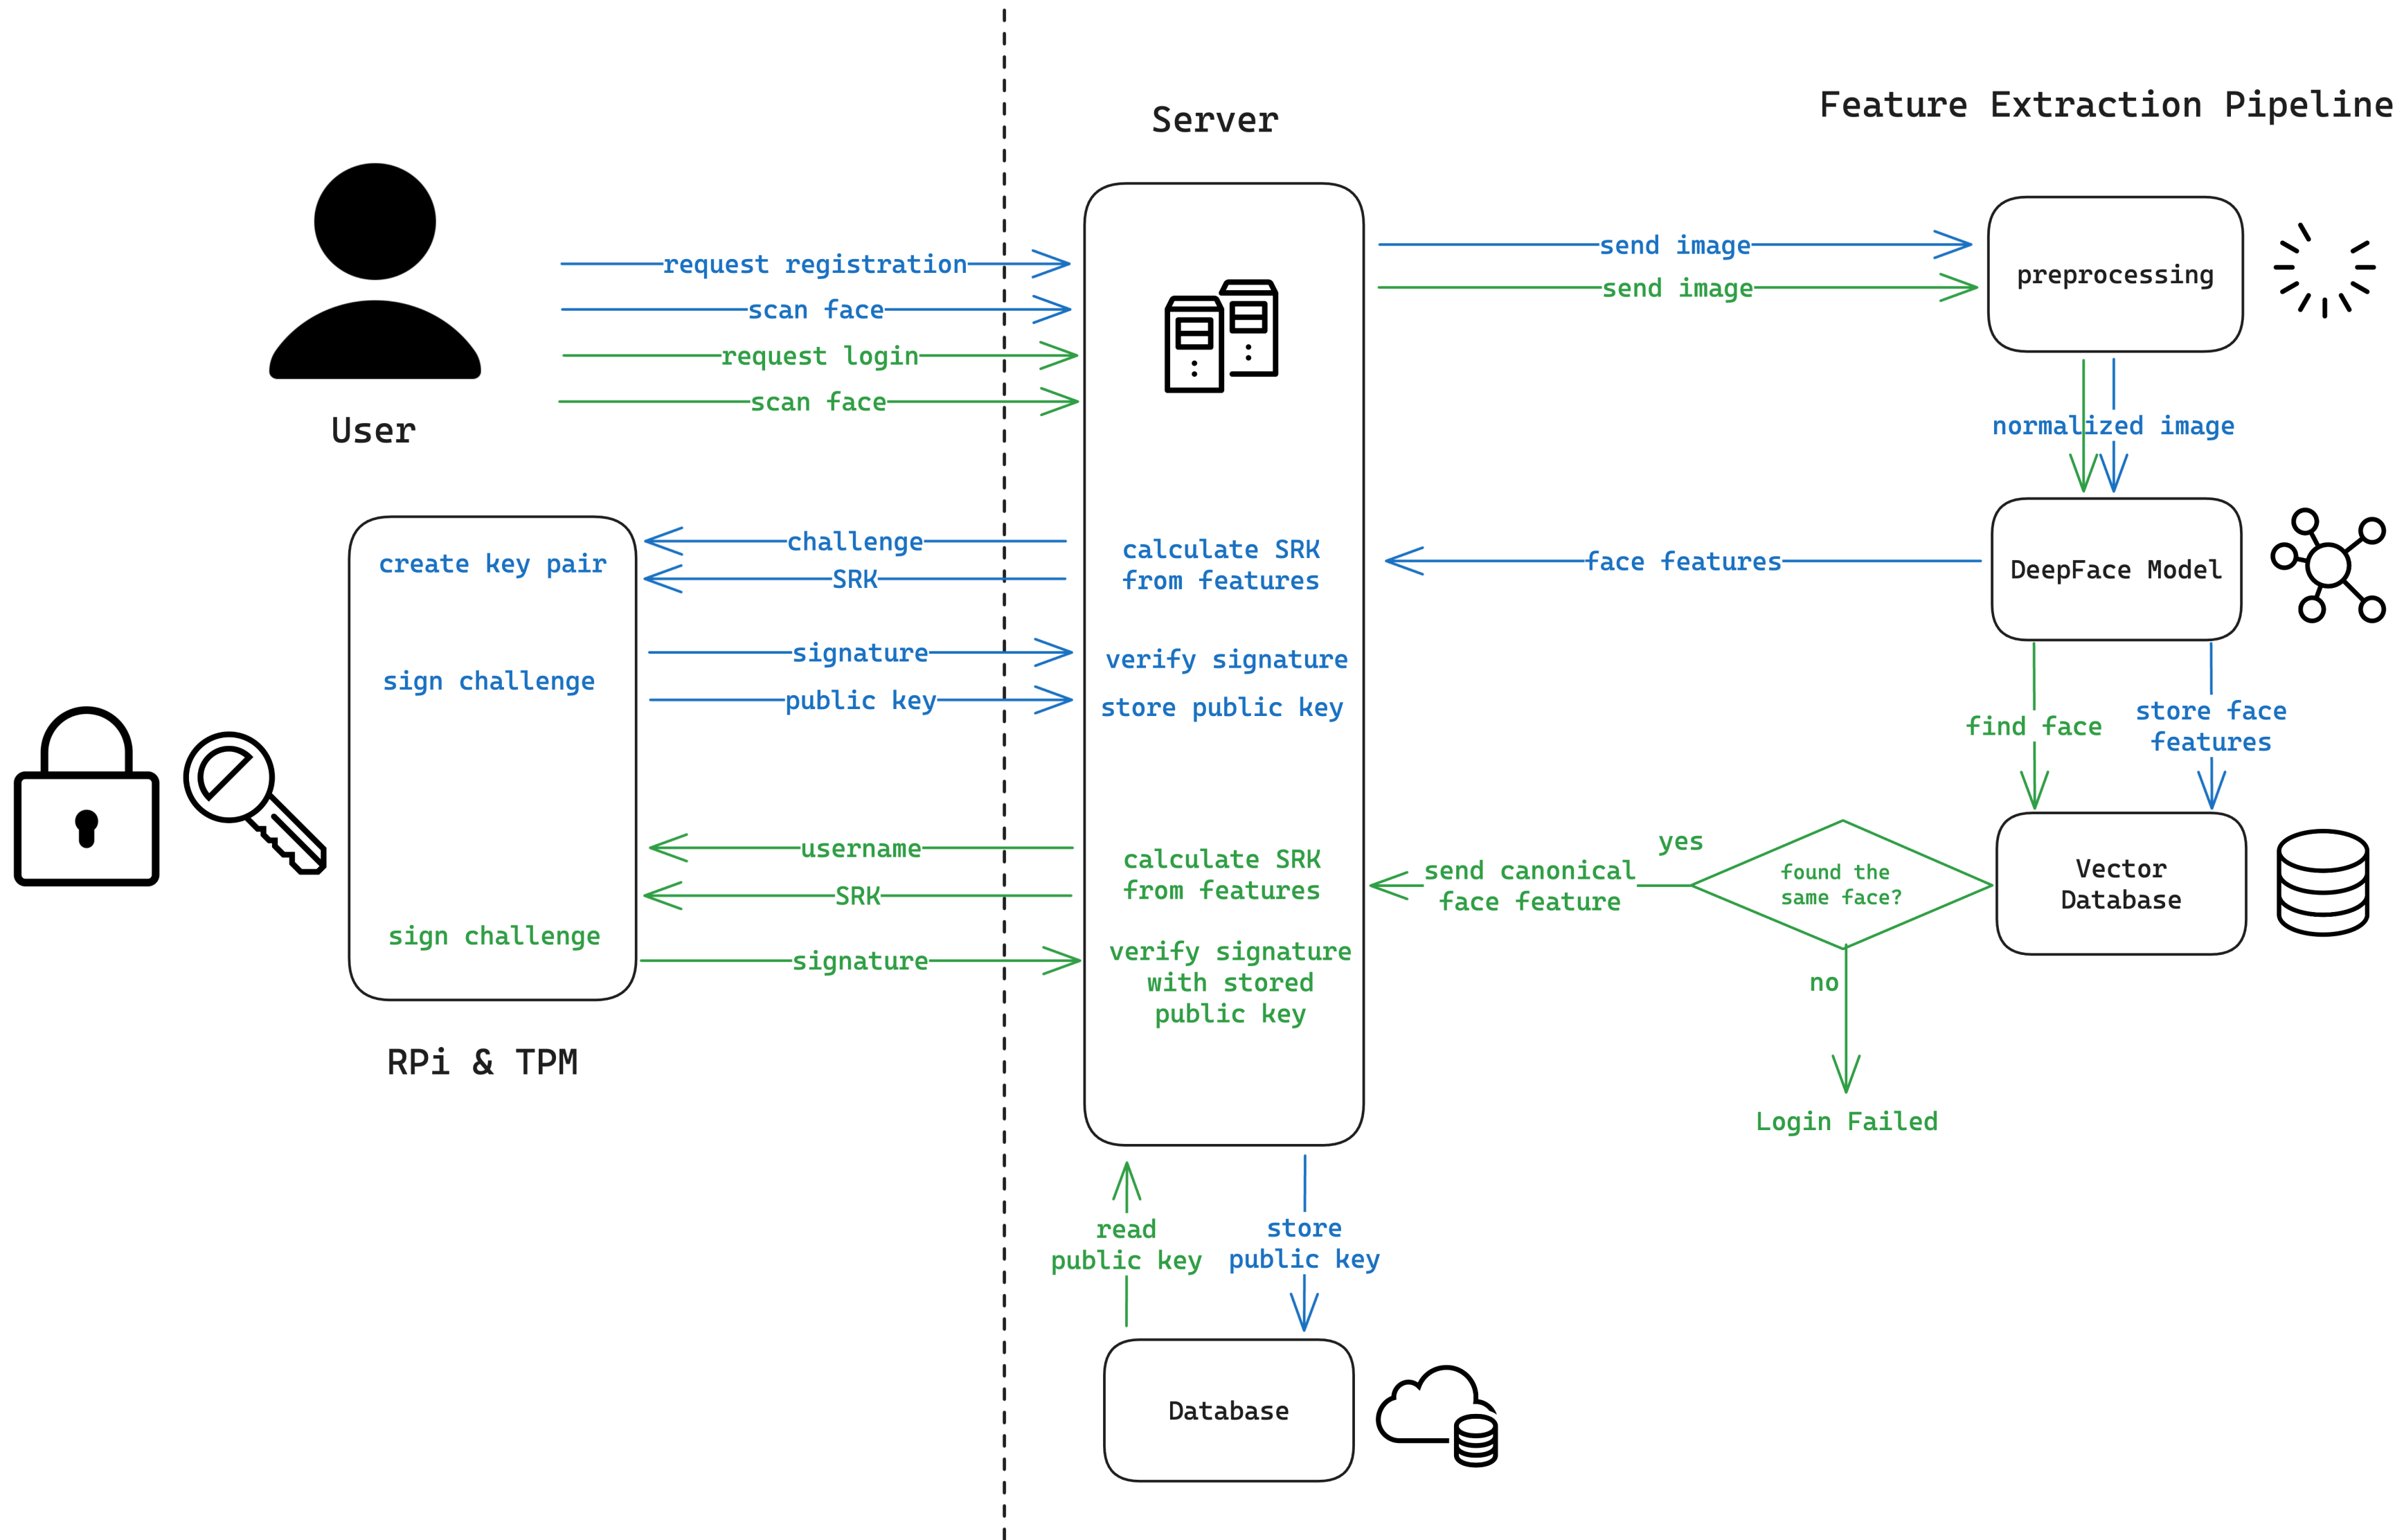 Feature Extraction Pipeline
Server
request registration
scan face
request login
scan face
User
send image
send image
preprocessing
normalized image
challenge
SRK
create key pair
calculate SRK
from features
face features
DeepFace Model
signature
sign challenge
verify signature
public key
store public key
find face
store face
features
username
SRK
calculate SRK
from features
yes
send canonical
face feature
found the
same face?
Vector
Database
sign challenge
signature
verify signature
with stored
public key
no
RPi & TPM
Login Failed
read
public key
store
public key
Database